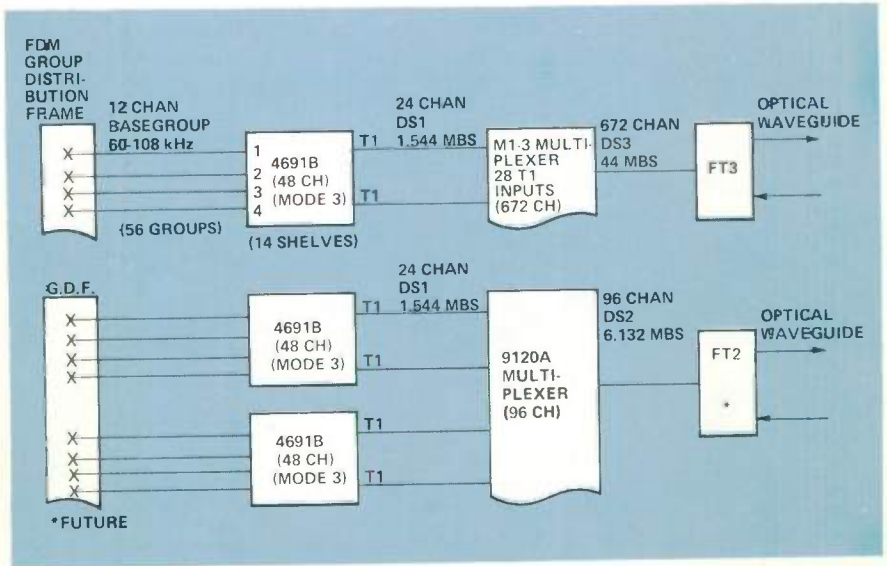 FDM
GROUP
DISTRI-
BUTION
FRAME
12 CHAN
BASEGROUP
60-108 kHz
1
2
3
4
4691B
(48 CH)
(MODE 3)
(56 GROUPS)
(14 SHELVES)
24 CHAN
DS1
1.544 MBS
T1
T1
M1-3 MULTI-
PLEXER
28 T1
INPUTS
(672 CH)
672 CHAN
DS3
44 MBS
FT3
OPTICAL
WAVEGUIDE
G.D.F.
4691B
(48 CH)
(MODE 3)
4691B
(48 CH)
(MODE 3)
24 CHAN
DS1
1.544 MBS
T1
T1
T1
T1
9120A
MULTI-
PLEXER
(96 CH)
96 CHAN
DS2
6.132 MBS
FT2
*
OPTICAL
WAVEGUIDE
*FUTURE